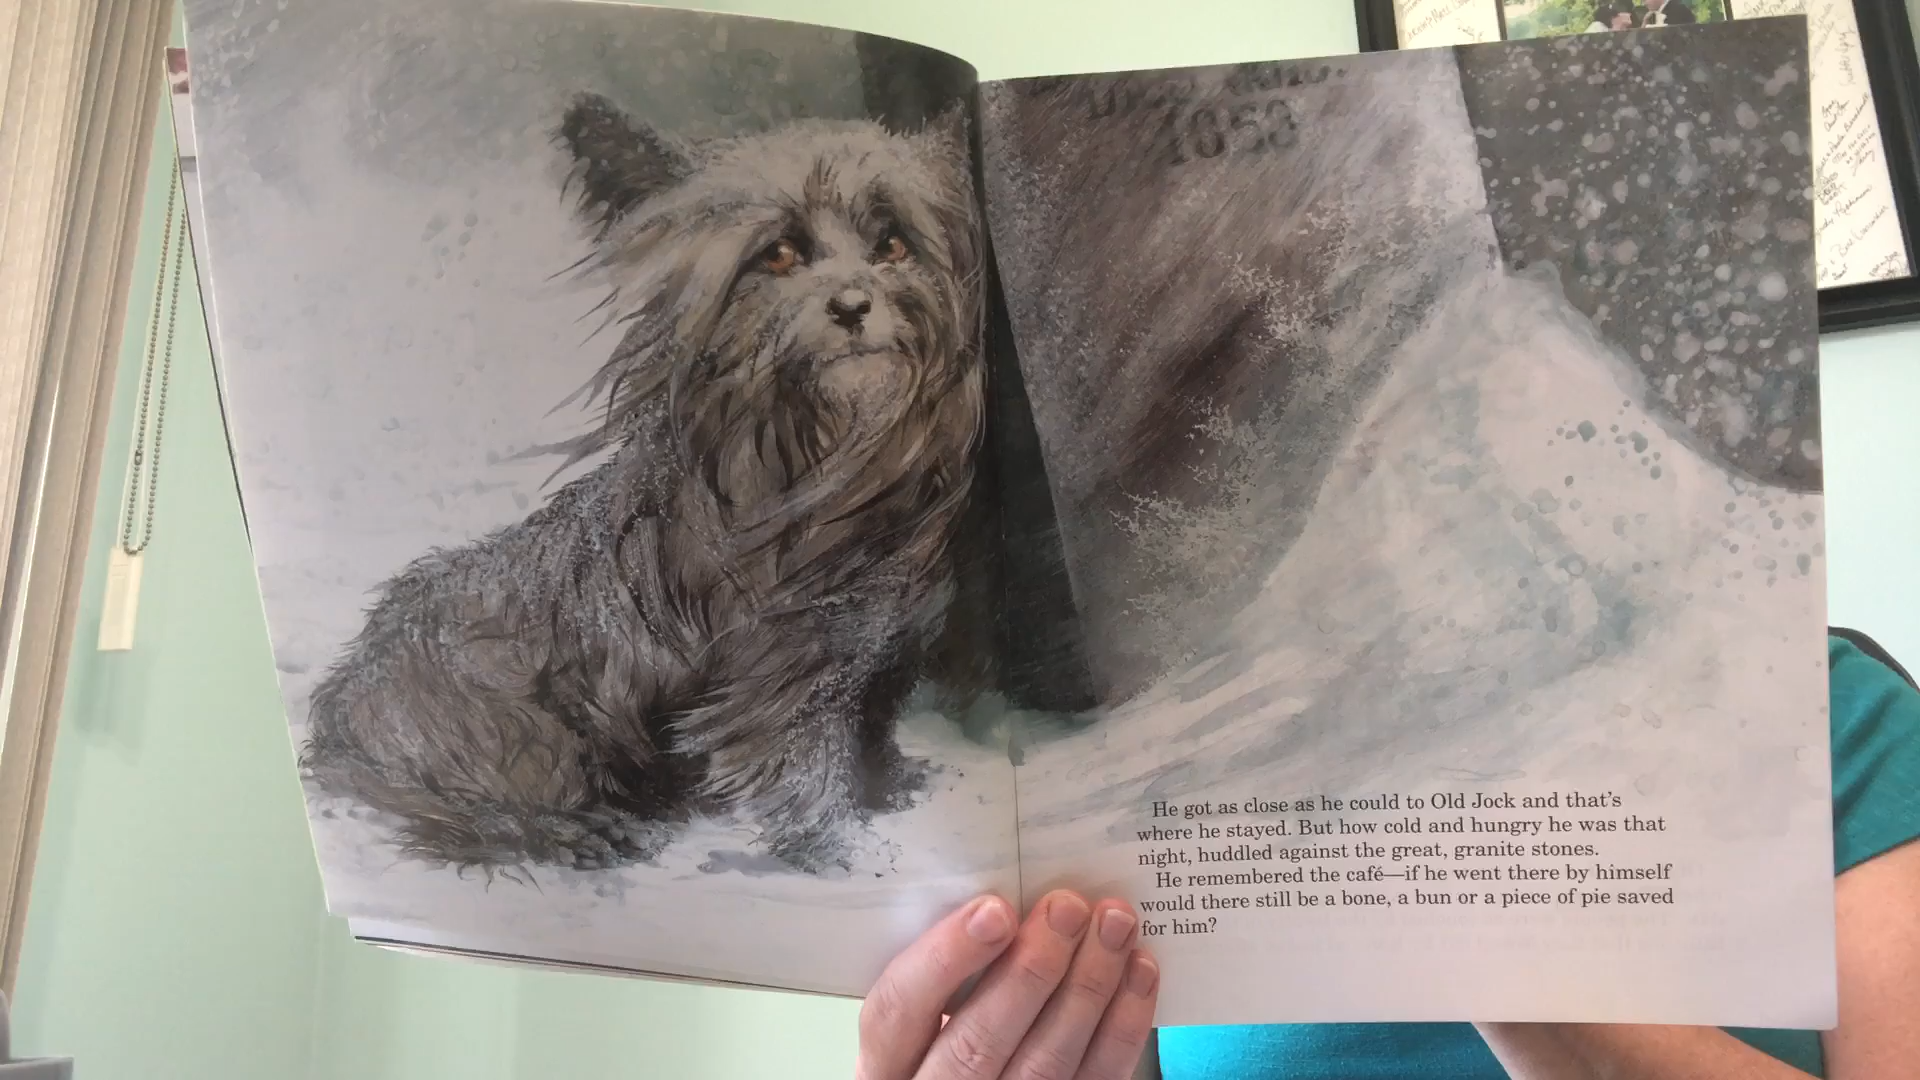 1858
He got as close as he could to Old Jock and that's
where he stayed. But how cold and hungry he was that
night, huddled against the great, granite stones.
He remembered the café—if he went there by himself
would there still be a bone, a bun or a piece of pie saved
for him?